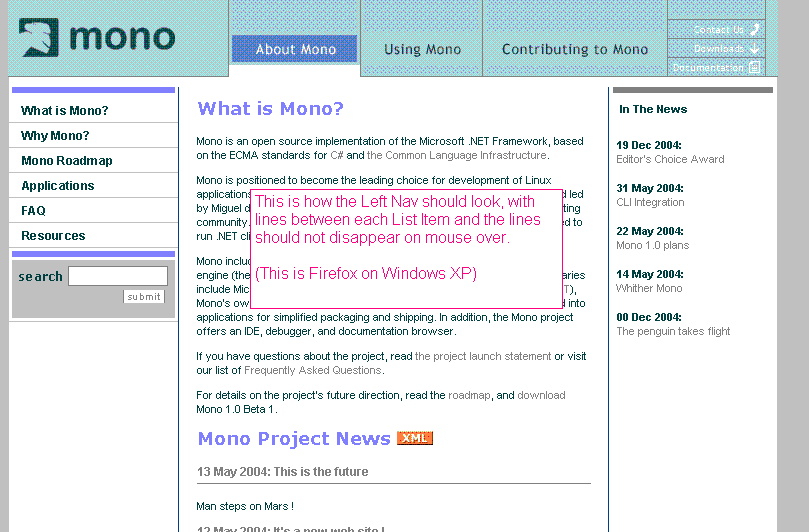 mono
About Mono
Using Mono
Contributing to Mono
Contact Us
Downloads
Documentation
What is Mono?
Why Mono?
Mono Roadmap
Applications
FAQ
Resources
search
submit
What is Mono?
Mono is an open source implementation of the Microsoft .NET Framework, based
on the ECMA standards for C# and the Common Language Infrastructure.
Mono is positioned to become the leading choice for development of Linux
applications led
by Miguel d ting
community. d to
run .NET cli
Mono includ
engine (the aries
include Mic T),
Mono's ow d into
applications for simplified packaging and shipping. In addition, the Mono project
offers an IDE, debugger, and documentation browser.
If you have questions about the project, read the project launch statement or visit
our list of Frequently Asked Questions.
For details on the project's future direction, read the roadmap, and download
Mono 1.0 Beta 1.
This is how the Left Nav should look, with
lines between each List Item and the lines
should not disappear on mouse over.
(This is Firefox on Windows XP)
Mono Project News XML
13 May 2004: This is the future
Man steps on Mars !
13 May 2004: It's a new web site !
In The News
19 Dec 2004:
Editor's Choice Award
31 May 2004:
CLI Integration
22 May 2004:
Mono 1.0 plans
14 May 2004:
Whither Mono
00 Dec 2004:
The penguin takes flight